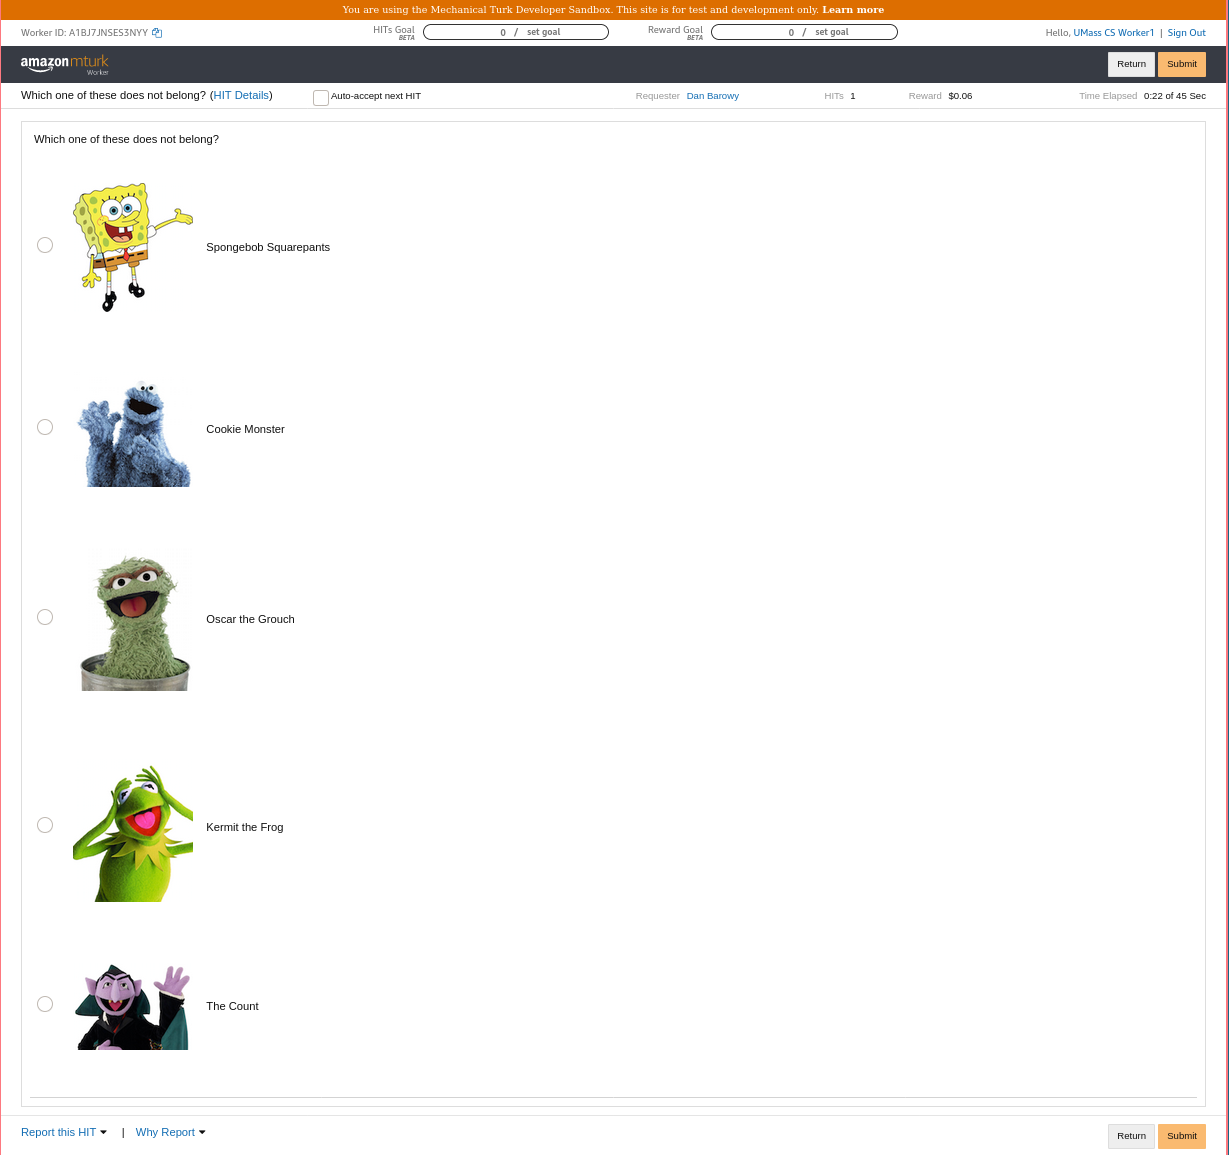 You are using the Mechanical Turk Developer Sandbox. This site is for test and development only. Learn more
Worker ID: A1BJ7JNSES3NYY
HITs Goal BETA 0 / set goal
Reward Goal BETA 0 / set goal
Hello, UMass CS Worker1 | Sign Out
amazonmturk Worker
Return Submit
Which one of these does not belong? (HIT Details)
Auto-accept next HIT
Requester Dan Barowy
HITs 1
Reward $0.06
Time Elapsed 0:22 of 45 Sec
Which one of these does not belong?
Spongebob Squarepants
Cookie Monster
Oscar the Grouch
Kermit the Frog
The Count
Report this HIT | Why Report
Return Submit